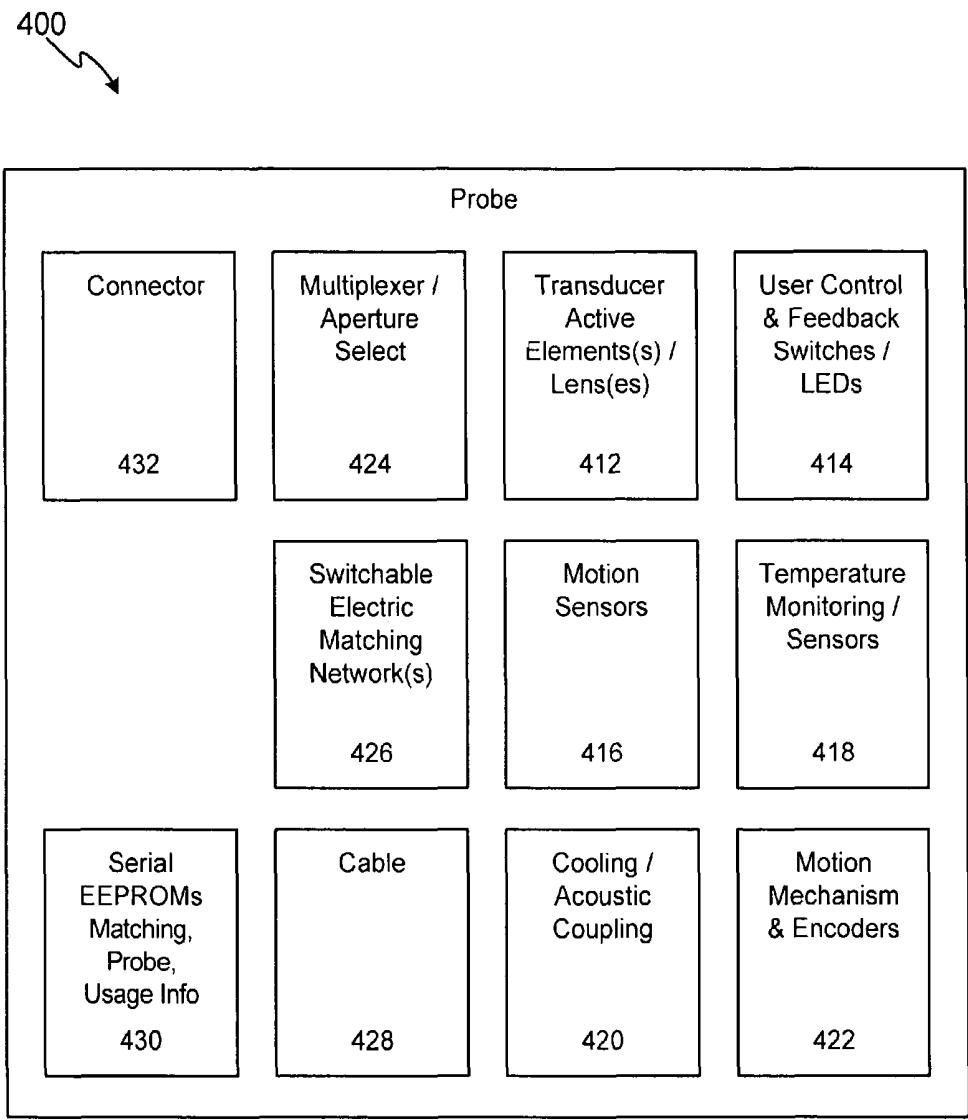 400
Probe
Connector
432
Multiplexer /
Aperture
Select
424
Transducer
Active
Elements(s) /
Lens(es)
412
User Control
& Feedback
Switches /
LEDs
414
Switchable
Electric
Matching
Network(s)
426
Motion
Sensors
416
Temperature
Monitoring /
Sensors
418
Serial
EEPROMs
Matching,
Probe,
Usage Info
430
Cable
428
Cooling /
Acoustic
Coupling
420
Motion
Mechanism
& Encoders
422